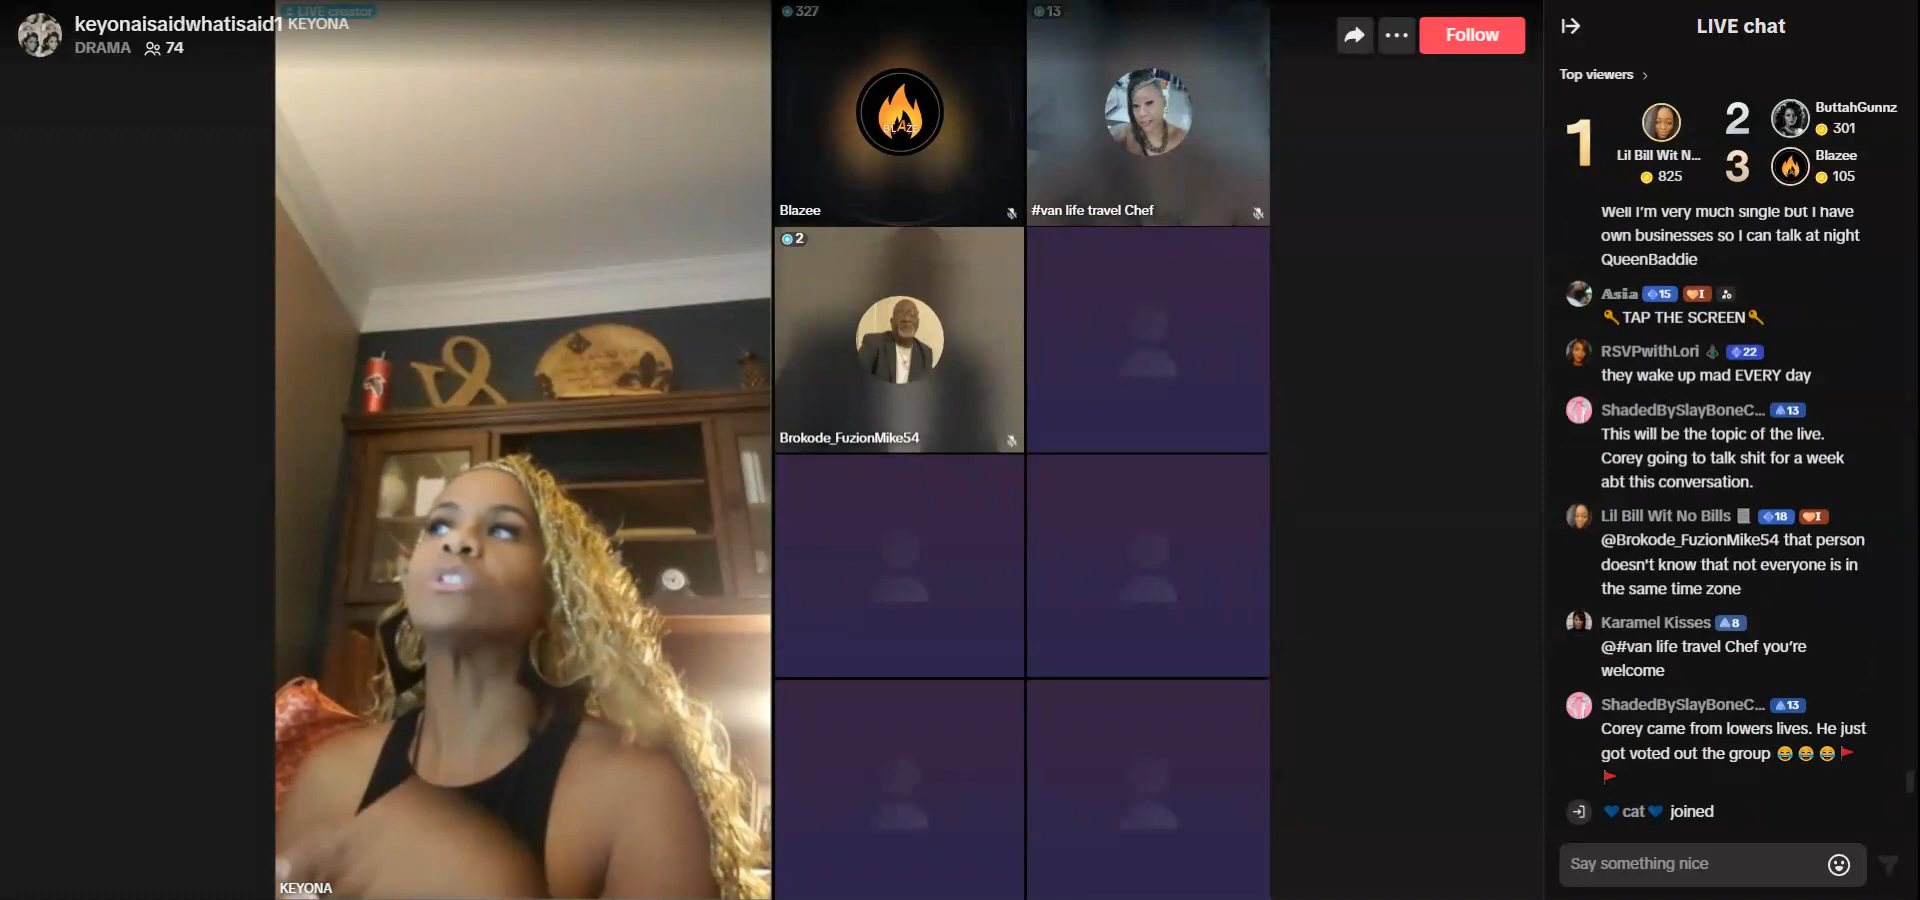 keyonaisaidwhatisaid1
DRAMA 74
LIVE creator
KEYONA
KEYONA
327
BLAZE
Blazee
13
#van life travel Chef
2
Brokode_FuzionMike54
Follow
LIVE chat
Top viewers
1
Lil Bill Wit N...
825
2
ButtahGunnz
301
3
Blazee
105
Well I'm very much single but I have
own businesses so I can talk at night
QueenBaddie
Asia 15 I
🔑 TAP THE SCREEN 🔑
RSVPwithLori 22
they wake up mad EVERY day
ShadedBySlayBoneC... 13
This will be the topic of the live.
Corey going to talk shit for a week
abt this conversation.
Lil Bill Wit No Bills 18 I
@Brokode_FuzionMike54 that person
doesn't know that not everyone is in
the same time zone
Karamel Kisses 8
@#van life travel Chef you're
welcome
ShadedBySlayBoneC... 13
Corey came from lowers lives. He just
got voted out the group 😂 😂 😂 🚩
🚩
💙cat💙 joined
Say something nice